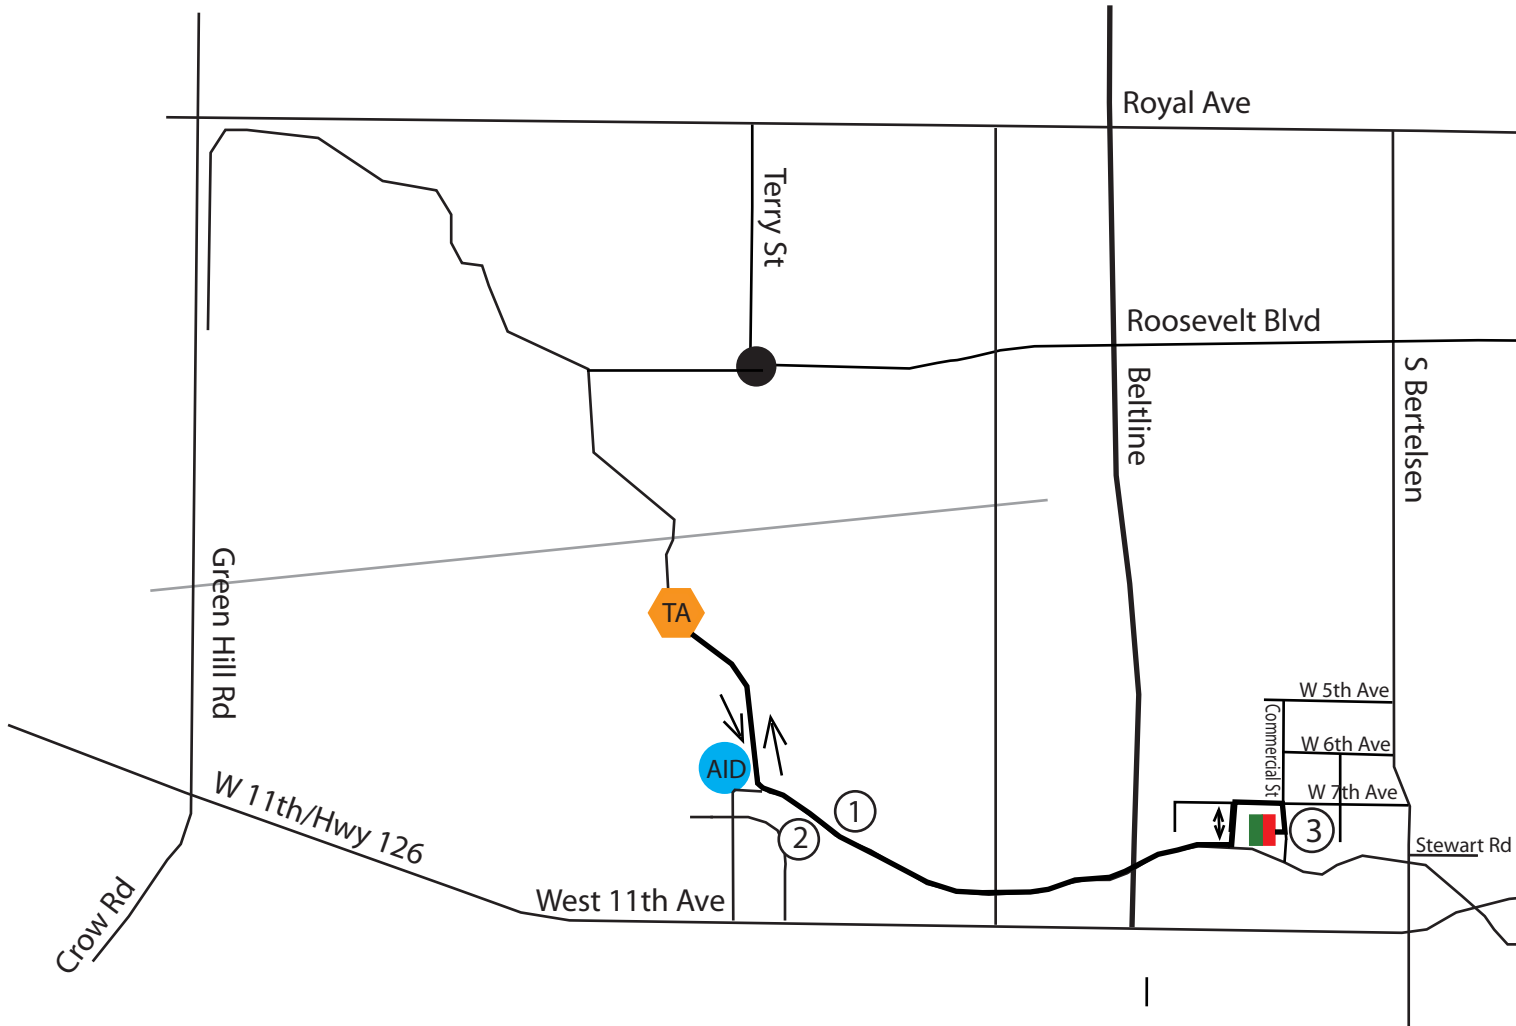 Royal Ave
Terry St
Roosevelt Blvd
S Bertelsen
Beltline
Green Hill Rd
TA
W 5th Ave
Commercial St
W 6th Ave
AID
W 7th Ave
W 11th/Hwy 126
1
2
3
Stewart Rd
West 11th Ave
Crow Rd